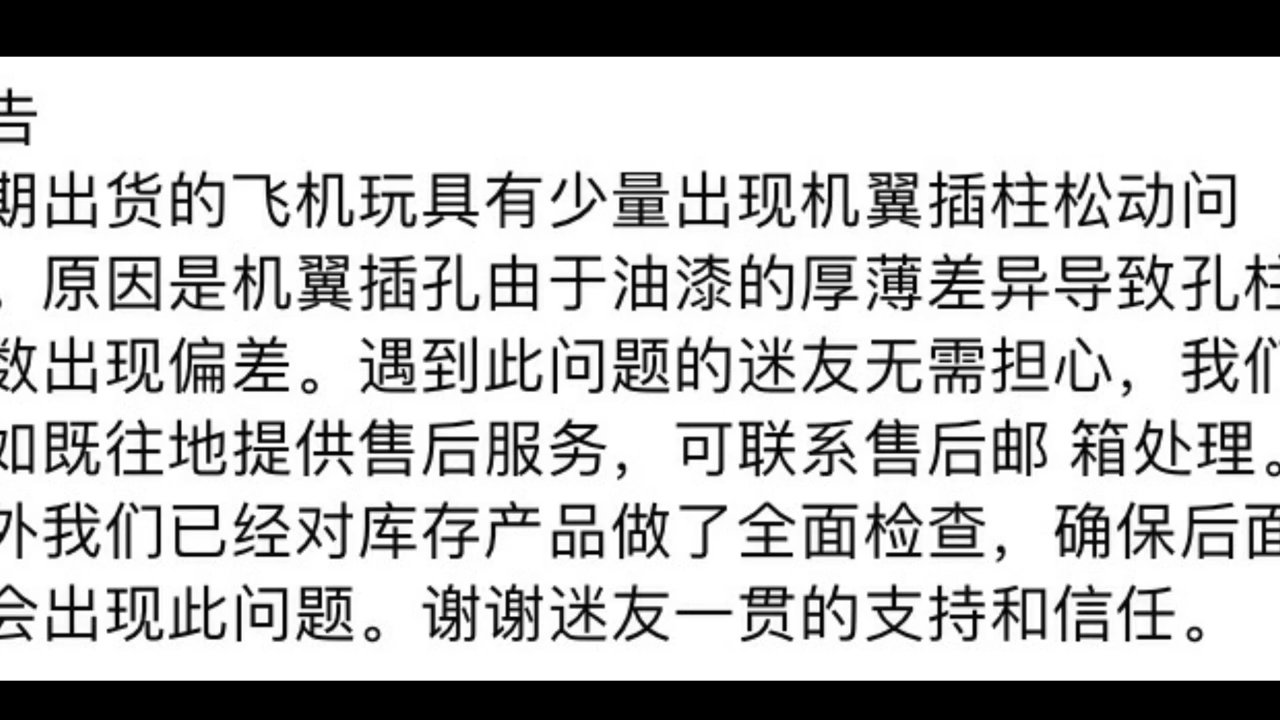 告
期出货的飞机玩具有少量出现机翼插柱松动问
。原因是机翼插孔由于油漆的厚薄差异导致孔柱
数出现偏差。遇到此问题的迷友无需担心，我们
如既往地提供售后服务，可联系售后邮 箱处理。
外我们已经对库存产品做了全面检查，确保后面
会出现此问题。谢谢迷友一贯的支持和信任。